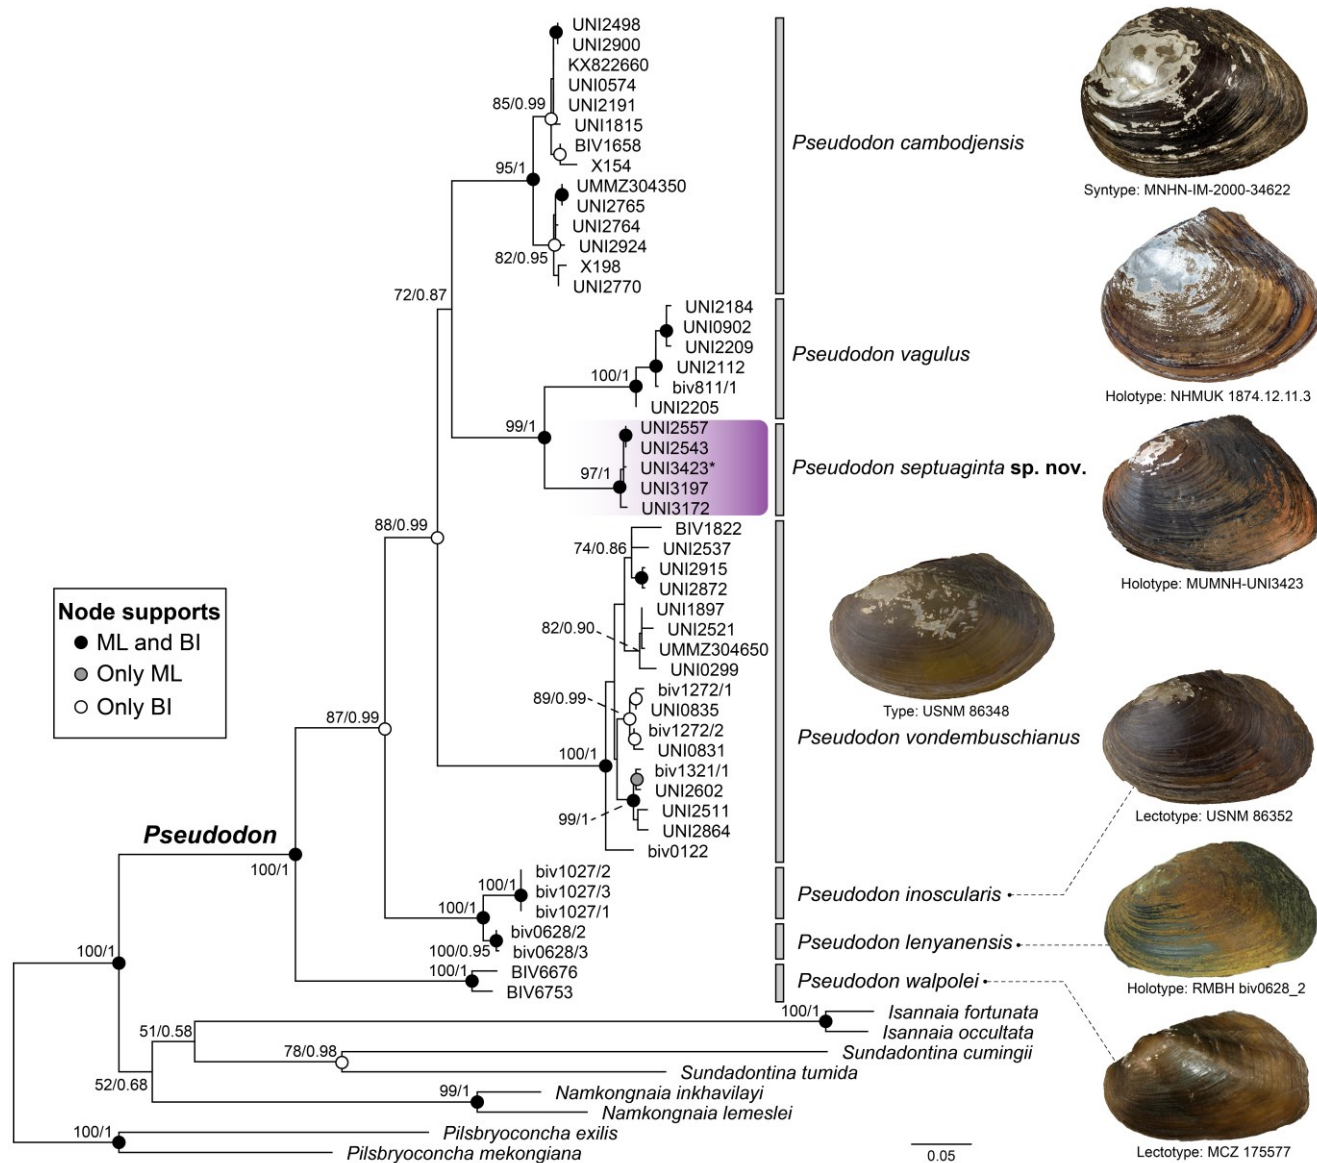 UNI2498
UNI2900
KX822660
UNI0574
85/0.99
UNI2191
UNI1815
BIV1658
X154
95/1
Pseudodon cambodjensis
Syntype: MNHN-IM-2000-34622
UMMZ304350
UNI2765
UNI2764
UNI2924
82/0.95
X198
UNI2770
72/0.87
UNI2184
UNI0902
UNI2209
UNI2112
100/1
biv811/1
UNI2205
Pseudodon vagulus
Holotype: NHMUK 1874.12.11.3
99/1
UNI2557
UNI2543
97/1
UNI3423*
UNI3197
UNI3172
Pseudodon septuaginta sp. nov.
Holotype: MUMNH-UNI3423
88/0.99
BIV1822
74/0.86
UNI2537
UNI2915
UNI2872
UNI1897
82/0.90
UNI2521
UMMZ304650
UNI0299
89/0.99
biv1272/1
UNI0835
biv1272/2
UNI0831
100/1
biv1321/1
UNI2602
99/1
UNI2511
UNI2864
biv0122
Type: USNM 86348
Pseudodon vondembuschianus
Node supports
ML and BI
Only ML
Only BI
87/0.99
Lectotype: USNM 86352
Pseudodon
100/1
biv1027/2
100/1
biv1027/3
biv1027/1
Pseudodon inoscularis
100/1
biv0628/2
100/0.95
biv0628/3
Pseudodon lenyanensis
Holotype: RMBH biv0628_2
100/1
100/1
BIV6676
BIV6753
Pseudodon walpolei
Lectotype: MCZ 175577
51/0.58
100/1
Isannaia fortunata
Isannaia occultata
78/0.98
Sundadontina cumingii
Sundadontina tumida
52/0.68
99/1
Namkongnaia inkhavilayi
Namkongnaia lemeslei
100/1
Pilsbryoconcha exilis
Pilsbryoconcha mekongiana
0.05